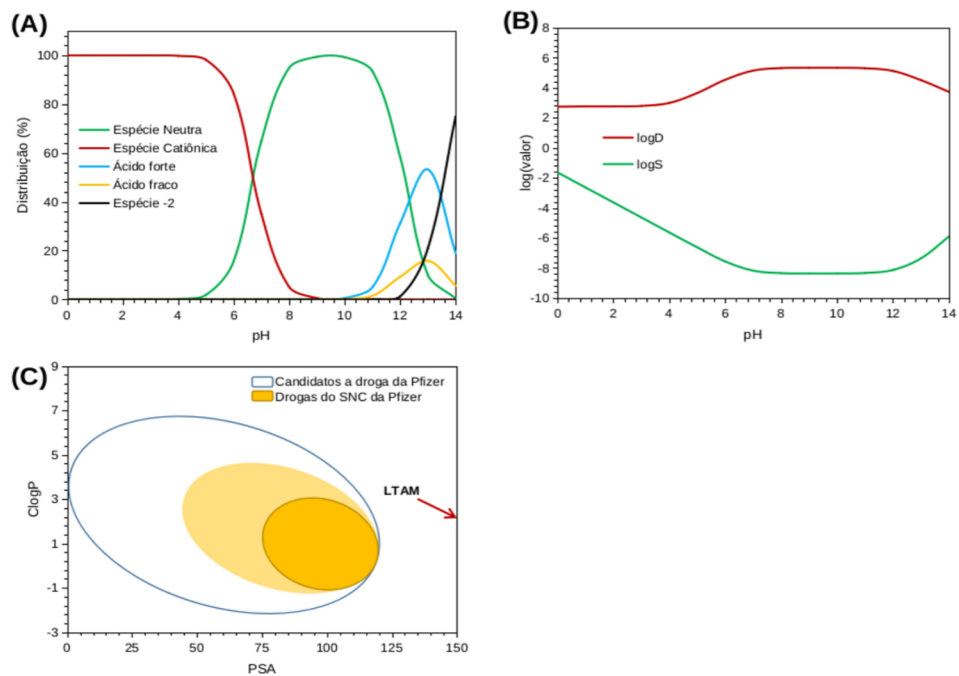 (A)
Distribuição (%)
100
80
60
40
20
0
Espécie Neutra
Espécie Catiônica
Ácido forte
Ácido fraco
Espécie -2
0 2 4 6 8 10 12 14
pH
(B)
log(valor)
8
6
4
2
0
-2
-4
-6
-8
-10
logD
logS
0 2 4 6 8 10 12 14
pH
(C)
ClogP
9
7
5
3
1
-1
-3
Candidatos a droga da Pfizer
Drogas do SNC da Pfizer
LTAM
0 25 50 75 100 125 150
PSA